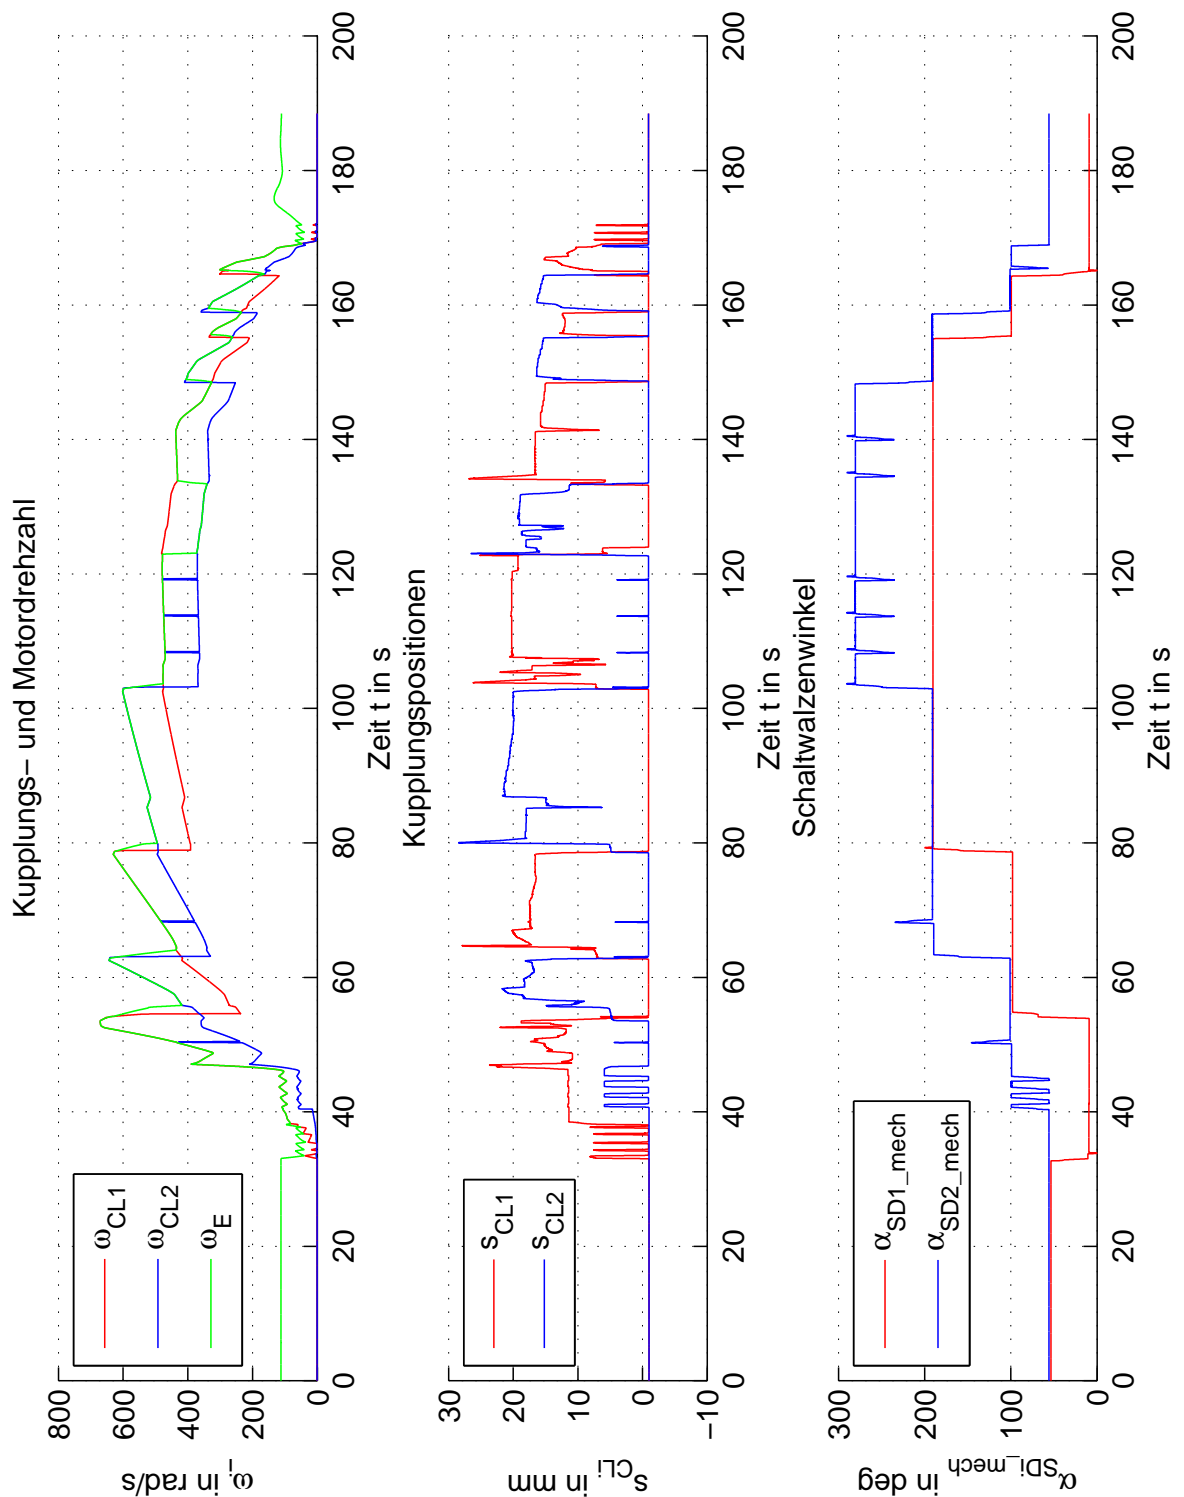 Kupplungs− und Motordrehzahl
ω_i in rad/s
800
600
400
200
0
ω_CL1
ω_CL2
ω_E
0 20 40 60 80 100 120 140 160 180 200
Zeit t in s
Kupplungspositionen
s_CLi in mm
30
20
10
0
−10
s_CL1
s_CL2
0 20 40 60 80 100 120 140 160 180 200
Zeit t in s
Schaltwalzenwinkel
α_SDi_mech in deg
300
200
100
0
α_SD1_mech
α_SD2_mech
0 20 40 60 80 100 120 140 160 180 200
Zeit t in s